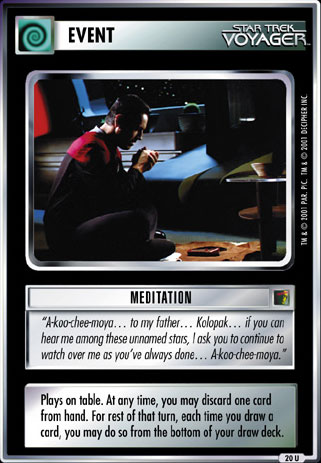 EVENT
STAR TREK
VOYAGER™
TM & © 2001 PAR. PIC. TM & © 2001 DECIPHER INC.
MEDITATION
“A-koo-chee-moya… to my father… Kolopak… if you can
hear me among these unnamed stars, I ask you to continue to
watch over me as you’ve always done… A-koo-chee-moya.”
Plays on table. At any time, you may discard one card
from hand. For rest of that turn, each time you draw a
card, you may do so from the bottom of your draw deck.
20 U